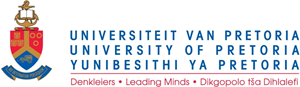 UNIVERSITEIT VAN PRETORIA
UNIVERSITY OF PRETORIA
YUNIBESITHI YA PRETORIA
Denkleiers • Leading Minds • Dikgopolo tša Dihlalefi